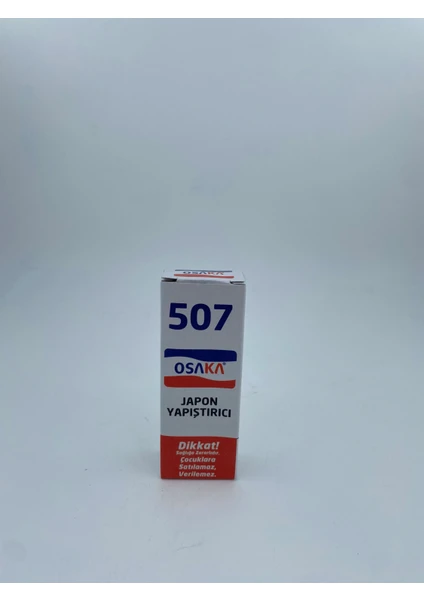 OSAKA
507
OSAKA®
JAPON
YAPIŞTIRICI
Dikkat!
Sağlığa Zararlıdır.
Çocuklara
Satılamaz,
Verilemez.